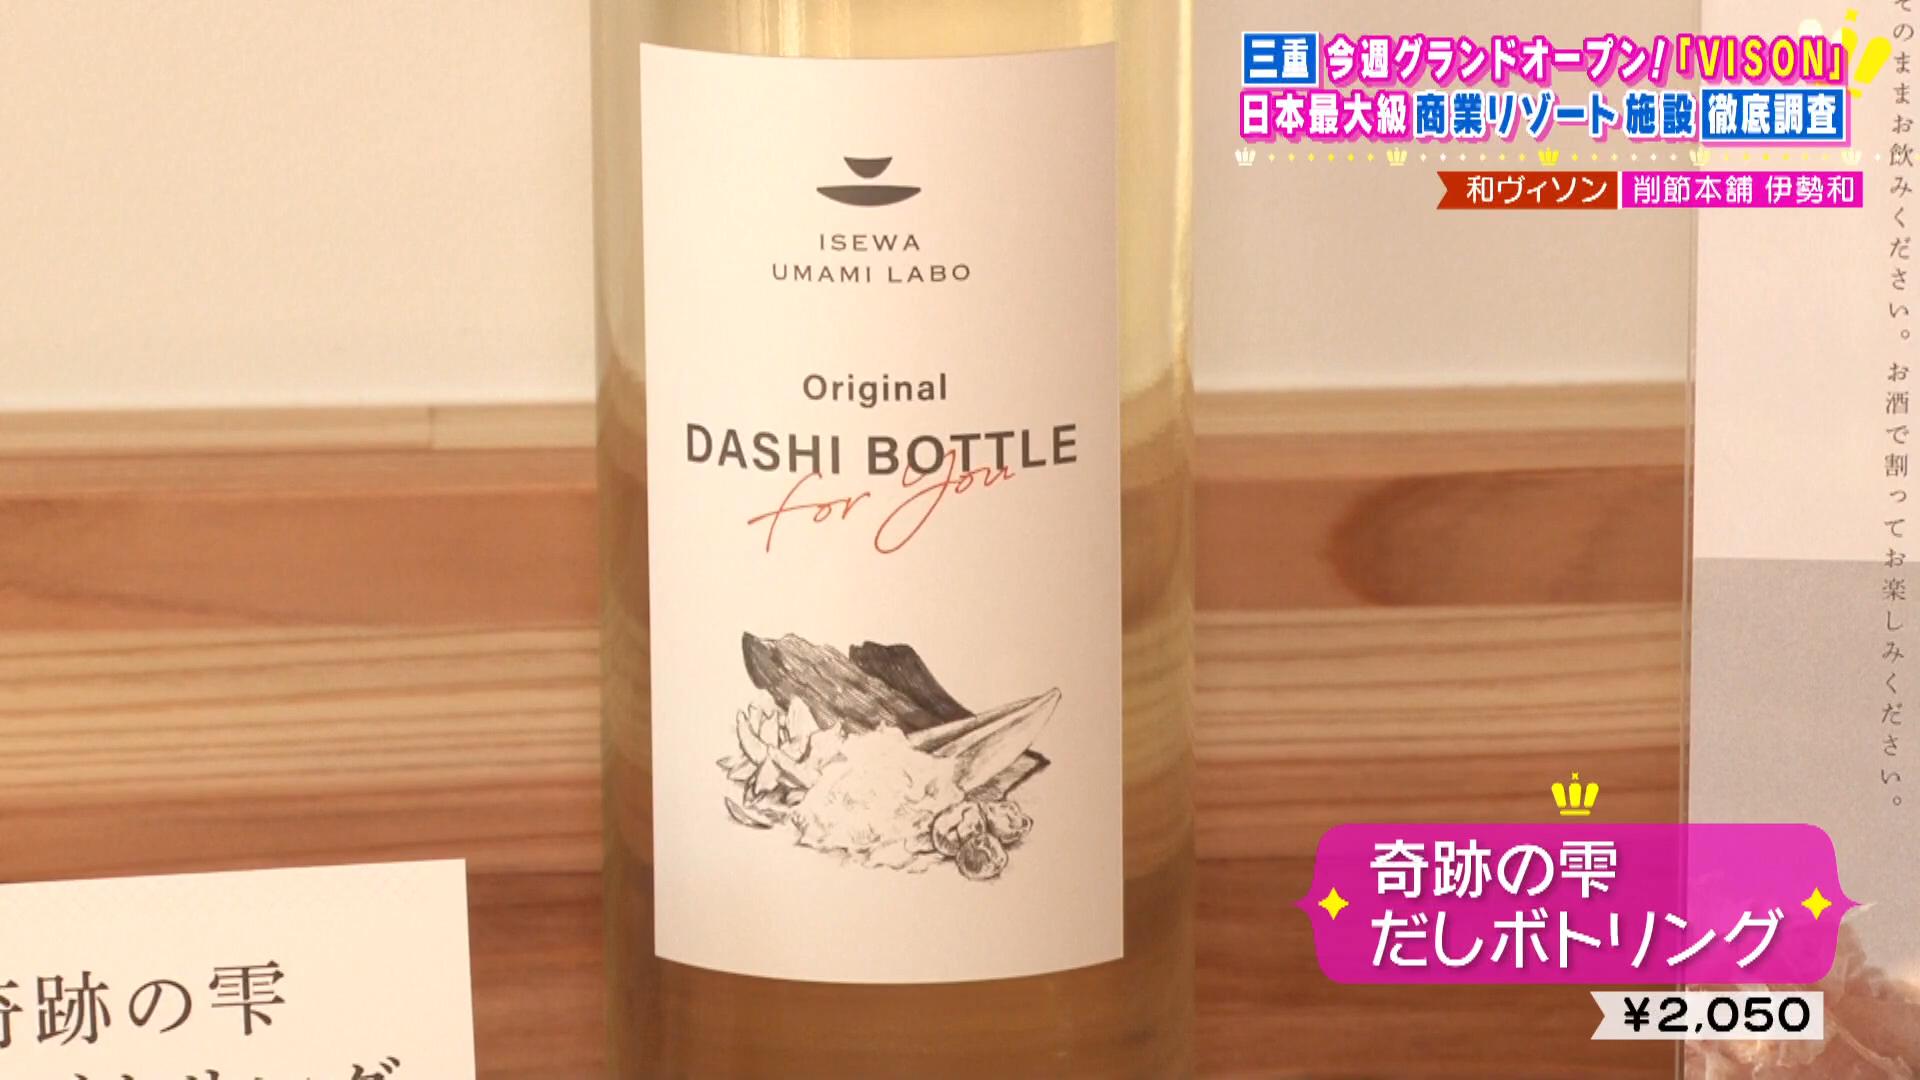 三重 今週グランドオープン!「VISON」
日本最大級 商業リゾート 施設 徹底調査
和ヴィソン 削節本舗 伊勢和
ISEWA
UMAMI LABO
Original
DASHI BOTTLE
for You
そのままお飲みください。お酒で割ってお楽しみください。
奇跡の雫
だしボトリング
¥2,050
奇跡の雫